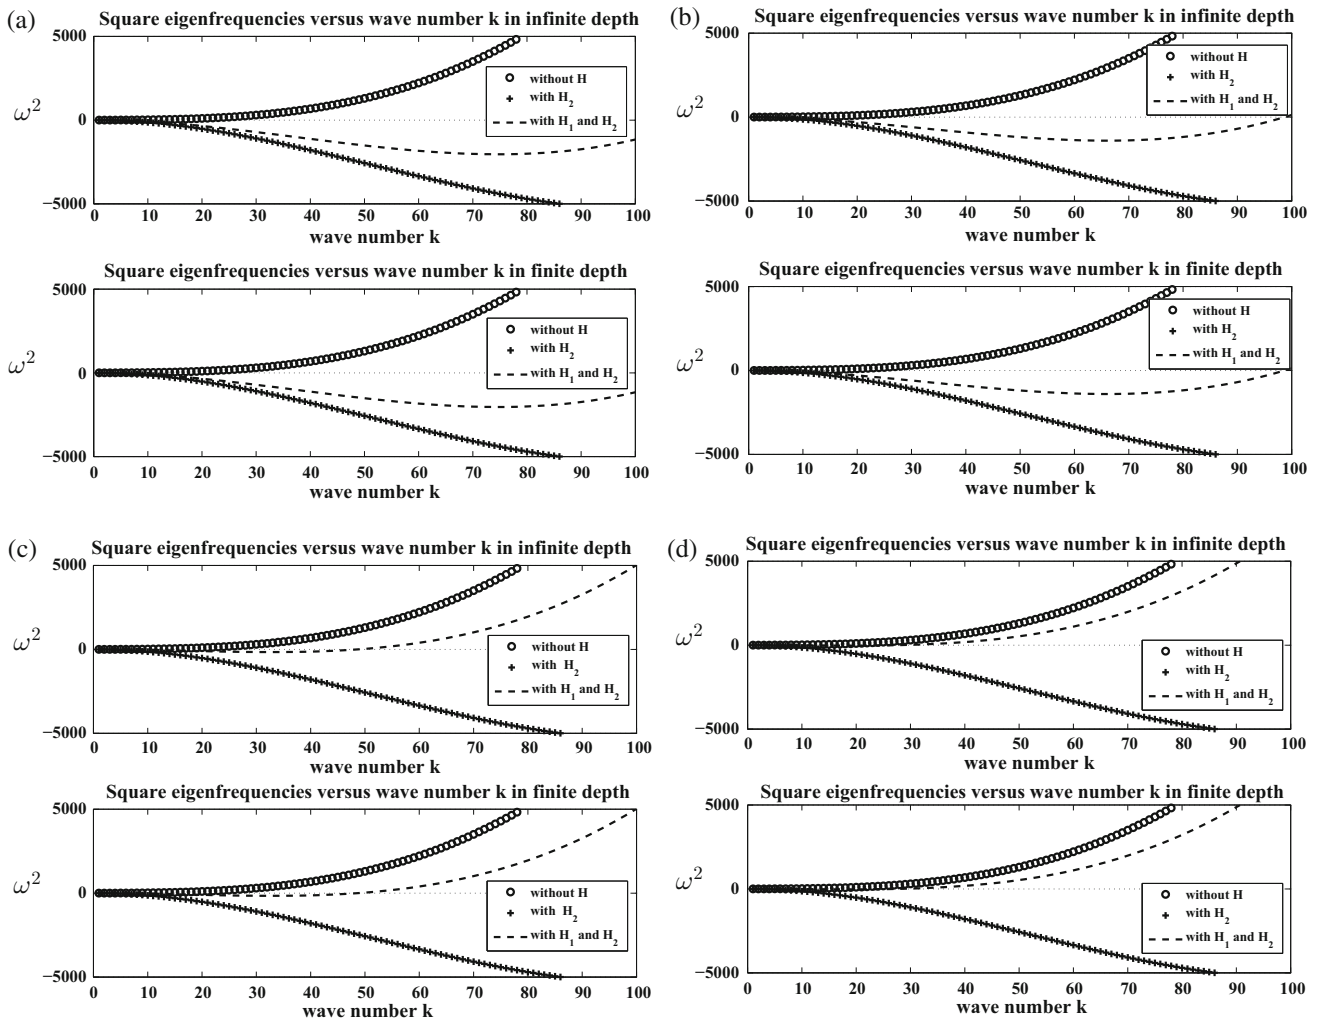 (a)
Square eigenfrequencies versus wave number k in infinite depth
5000
ω²
0
−5000
without H
with H₂
with H₁ and H₂
0 10 20 30 40 50 60 70 80 90 100
wave number k
Square eigenfrequencies versus wave number k in finite depth
5000
ω²
0
−5000
without H
with H₂
with H₁ and H₂
0 10 20 30 40 50 60 70 80 90 100
wave number k
(b)
Square eigenfrequencies versus wave number k in infinite depth
5000
ω²
0
−5000
without H
with H₂
with H₁ and H₂
0 10 20 30 40 50 60 70 80 90 100
wave number k
Square eigenfrequencies versus wave number k in finite depth
5000
ω²
0
−5000
without H
with H₂
with H₁ and H₂
0 10 20 30 40 50 60 70 80 90 100
wave number k
(c)
Square eigenfrequencies versus wave number k in infinite depth
5000
ω²
0
−5000
without H
with H₂
with H₁ and H₂
0 10 20 30 40 50 60 70 80 90 100
wave number k
Square eigenfrequencies versus wave number k in finite depth
5000
ω²
0
−5000
without H
with H₂
with H₁ and H₂
0 10 20 30 40 50 60 70 80 90 100
wave number k
(d)
Square eigenfrequencies versus wave number k in infinite depth
5000
ω²
0
−5000
without H
with H₂
with H₁ and H₂
0 10 20 30 40 50 60 70 80 90 100
wave number k
Square eigenfrequencies versus wave number k in finite depth
5000
ω²
0
−5000
without H
with H₂
with H₁ and H₂
0 10 20 30 40 50 60 70 80 90 100
wave number k